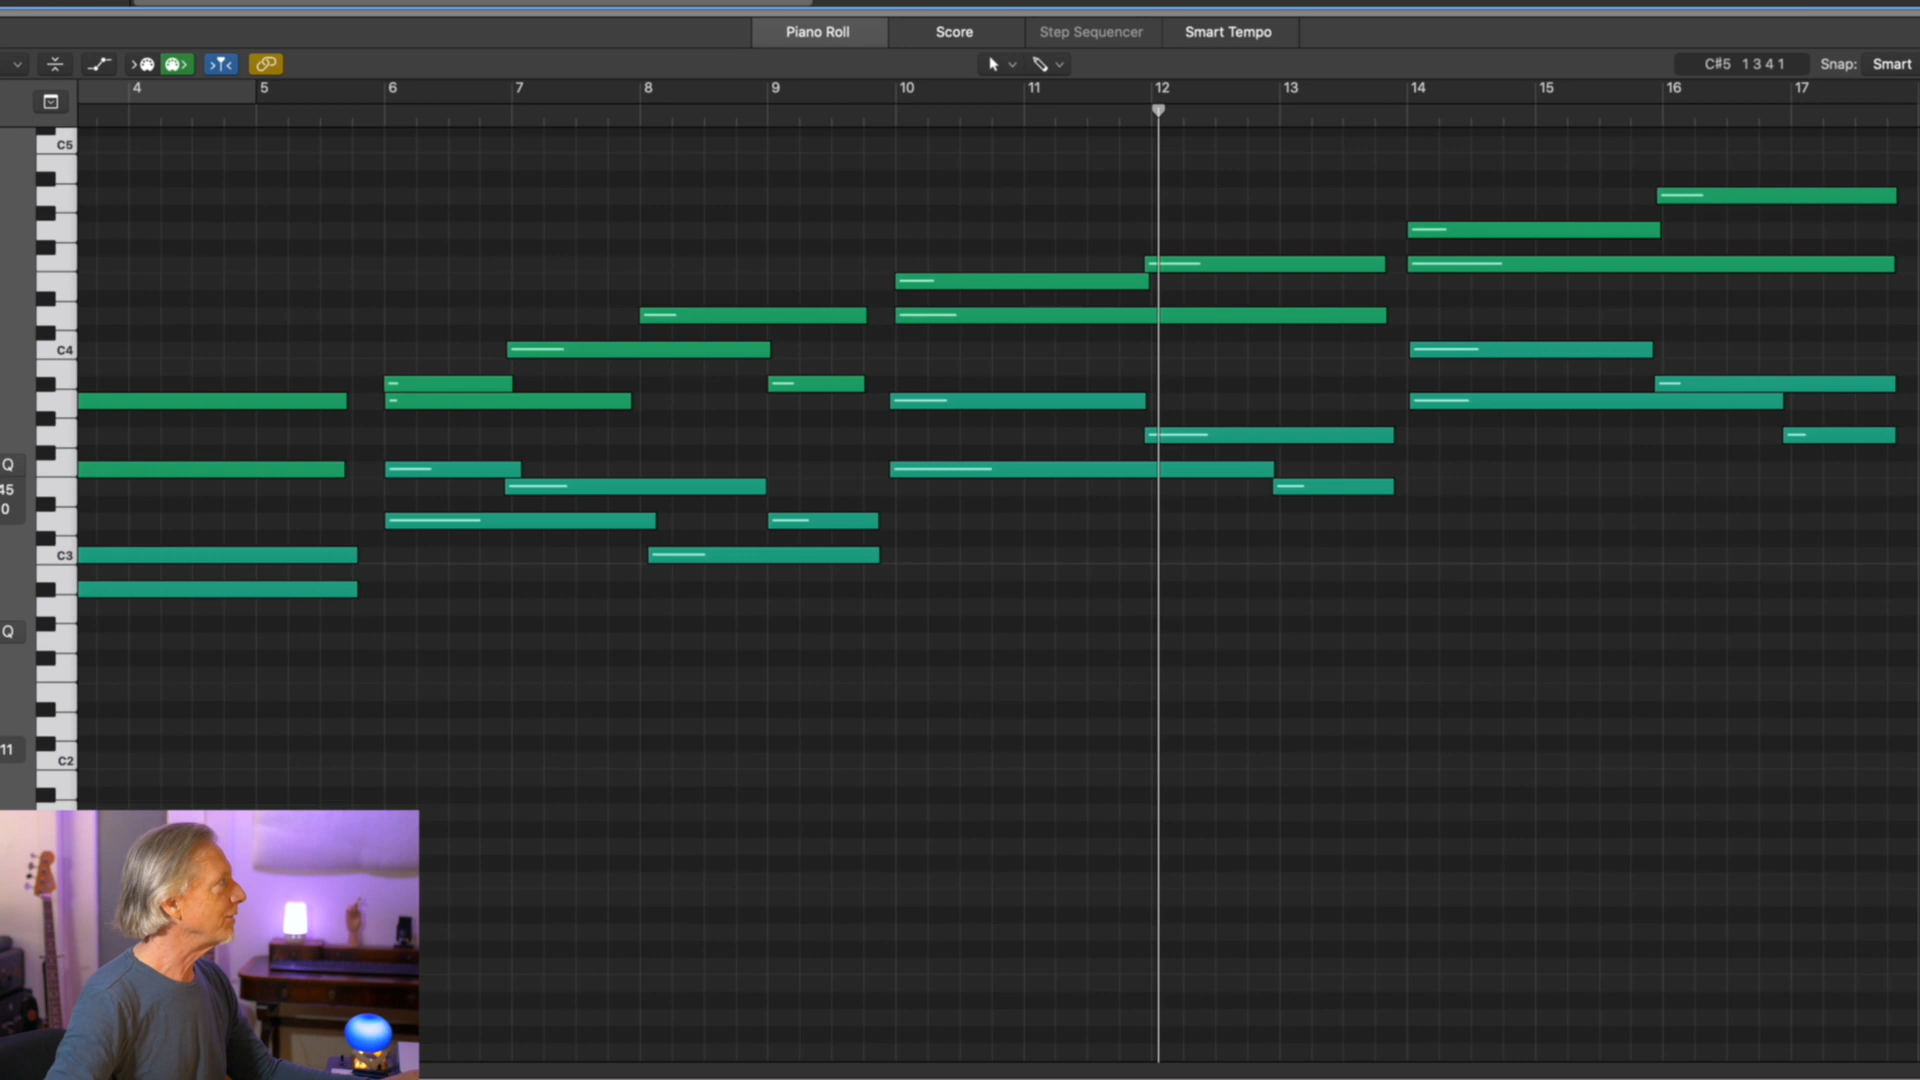 Piano Roll Score Step Sequencer Smart Tempo
C#5 1 3 4 1 Snap: Smart
4 5 6 7 8 9 10 11 12 13 14 15 16 17
C5
C4
Q
45
0
C3
Q
11
C2